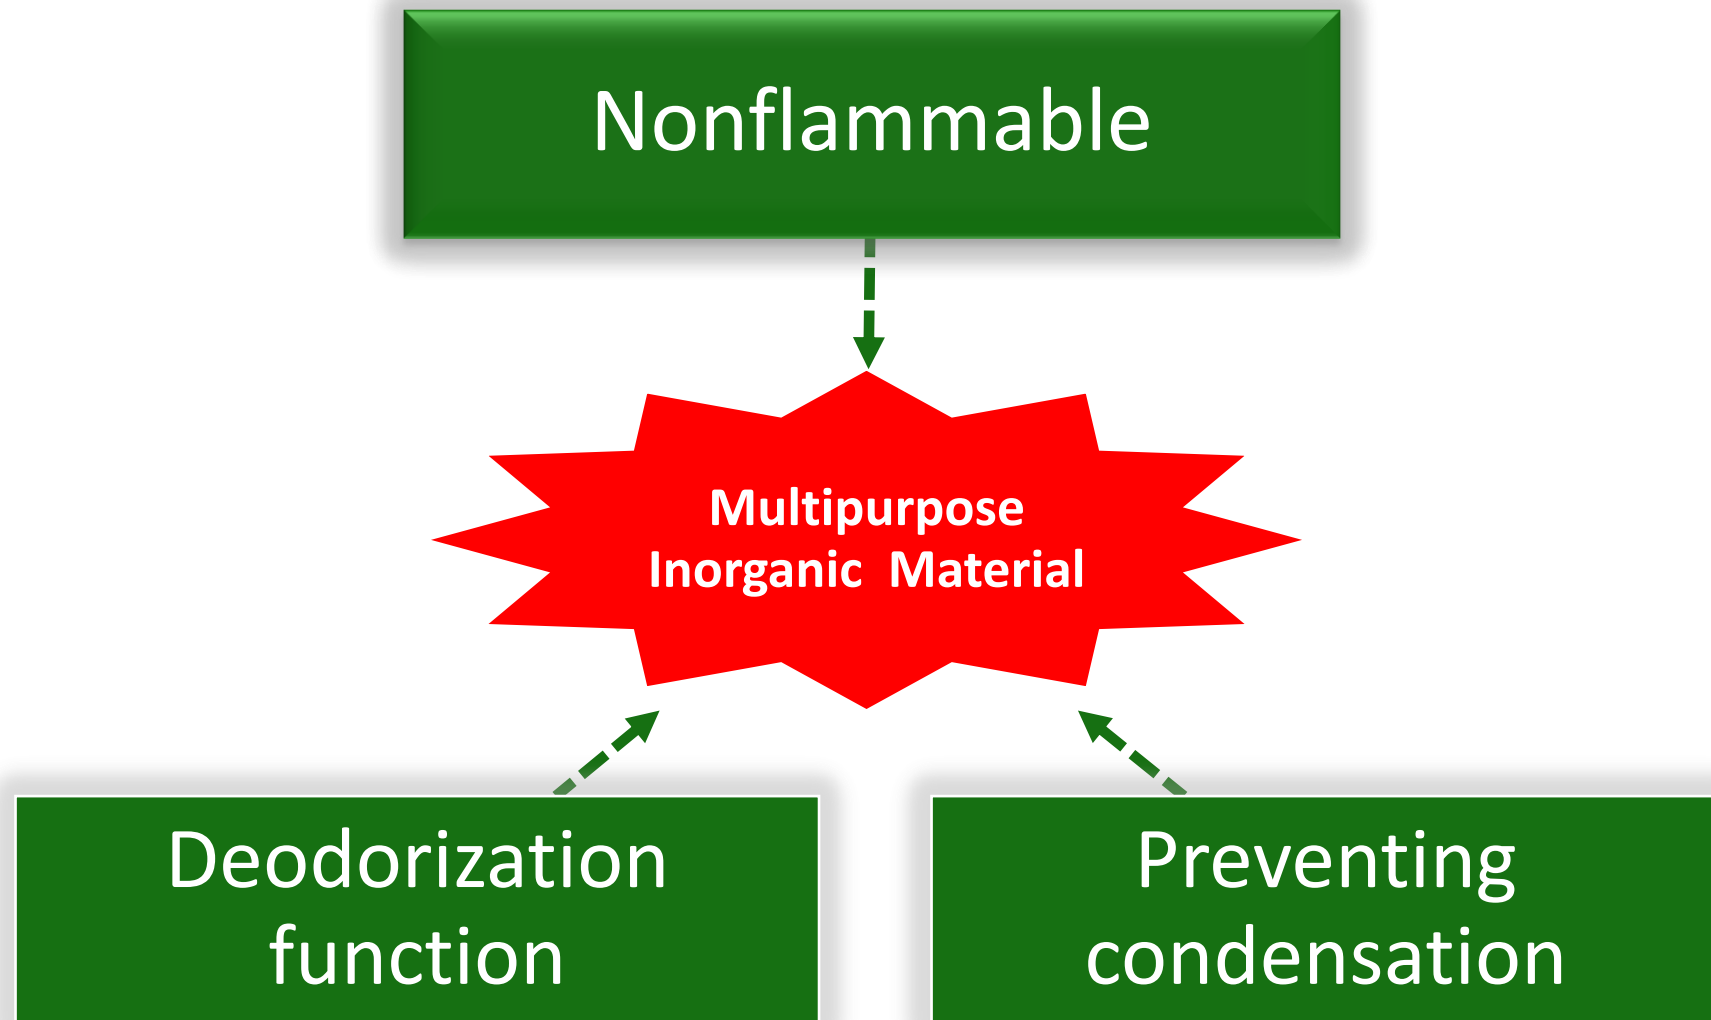 Nonflammable
Multipurpose
Inorganic Material
Deodorization
function
Preventing
condensation